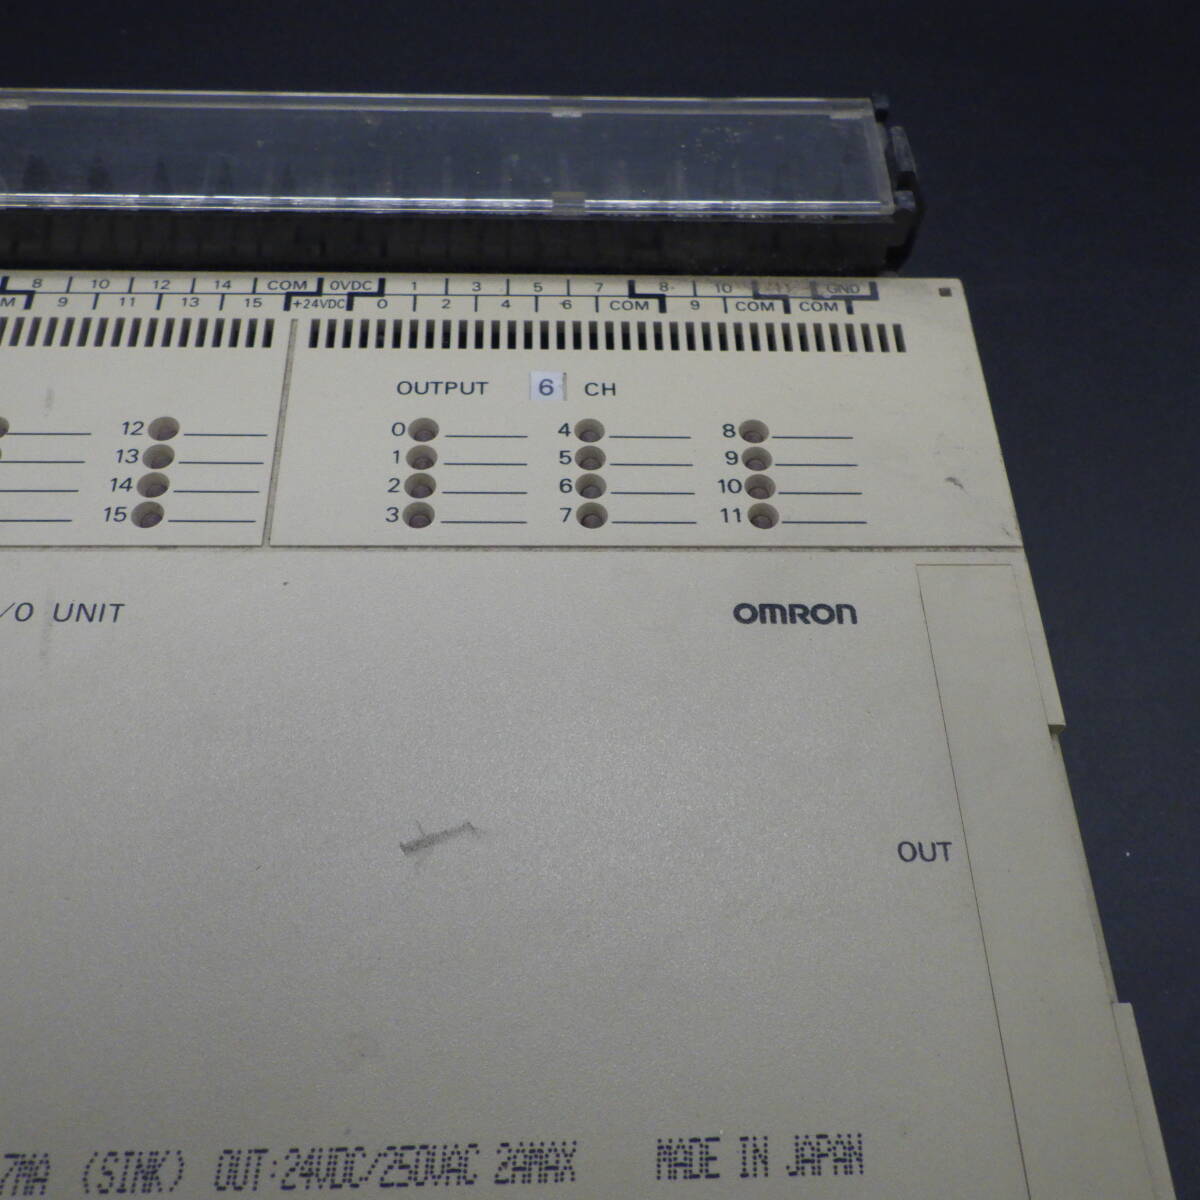 8 10 12 14 COM 0VDC 1 3 5 7 8 10 11 GND
M 9 11 13 15 +24VDC 0 2 4 6 COM 9 COM COM
OUTPUT 6 CH
12 0 4 8
13 1 5 9
14 2 6 10
15 3 7 11
/O UNIT OMRON
OUT
7MA (SINK) OUT:24VDC/250VAC 2AMAX MADE IN JAPAN